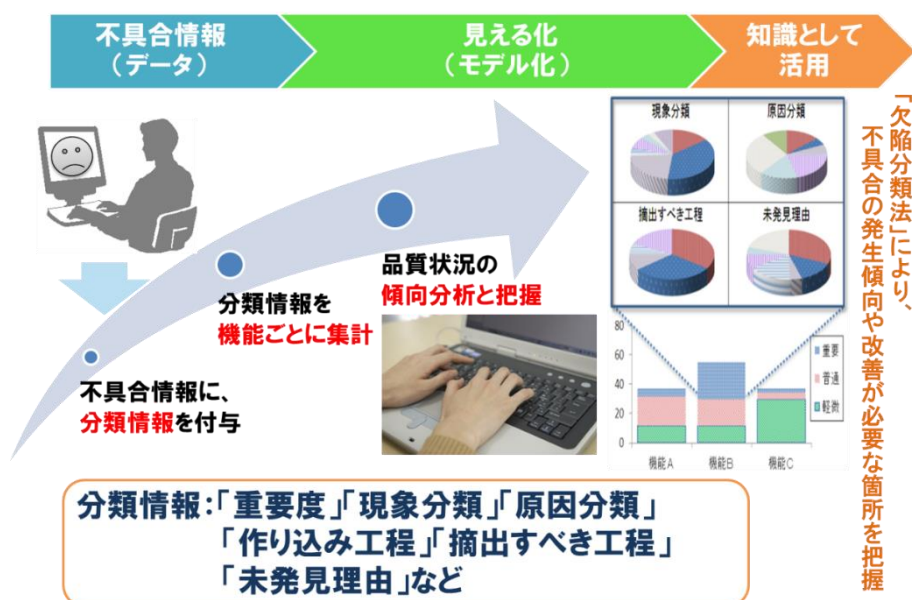 不具合情報
（データ）
見える化
（モデル化）
知識として
活用
不具合情報に、
分類情報を付与
分類情報を
機能ごとに集計
品質状況の
傾向分析と把握
現象分類
原因分類
摘出すべき工程
未発見理由
80
60
40
20
0
重要
普通
軽微
機能A
機能B
機能C
「欠陥分類法」により、
不具合の発生傾向や改善が必要な箇所を把握
分類情報：「重要度」「現象分類」「原因分類」
「作り込み工程」「摘出すべき工程」
「未発見理由」など